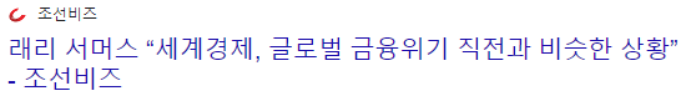 조선비즈
래리 서머스 “세계경제, 글로벌 금융위기 직전과 비슷한 상황”
- 조선비즈